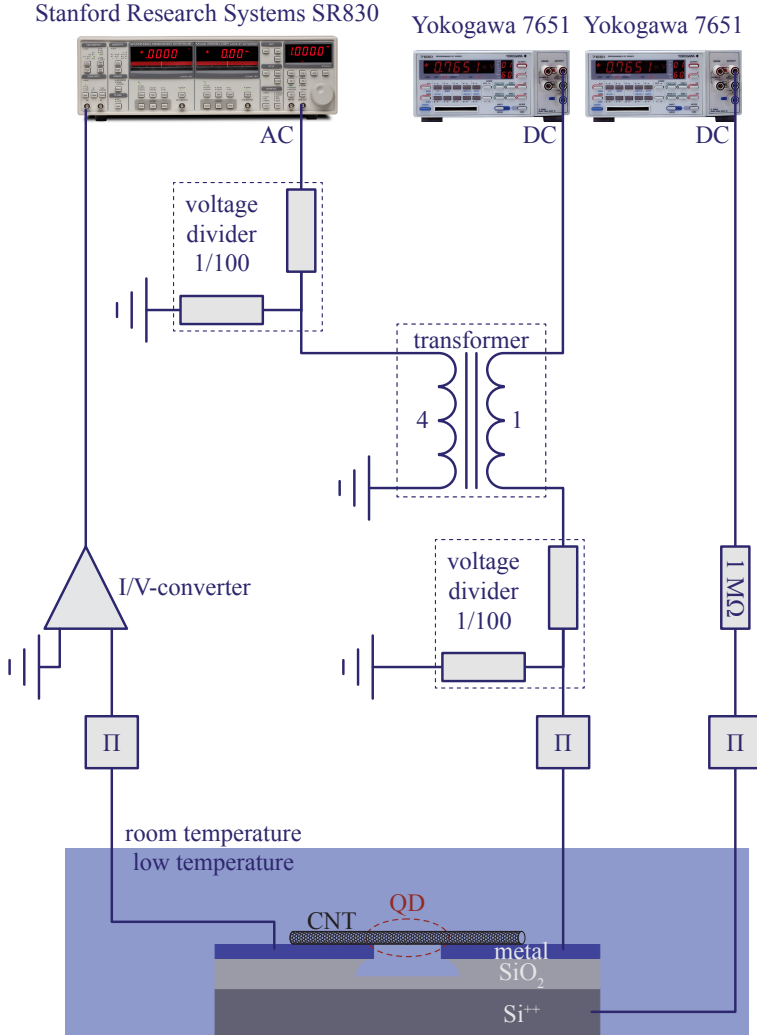 Stanford Research Systems SR830
Yokogawa 7651
Yokogawa 7651
AC
DC
DC
voltage
divider
1/100
transformer
4
1
voltage
divider
1/100
I/V-converter
1 MΩ
Π
Π
Π
room temperature
low temperature
QD
CNT
metal
SiO₂
Si⁺⁺